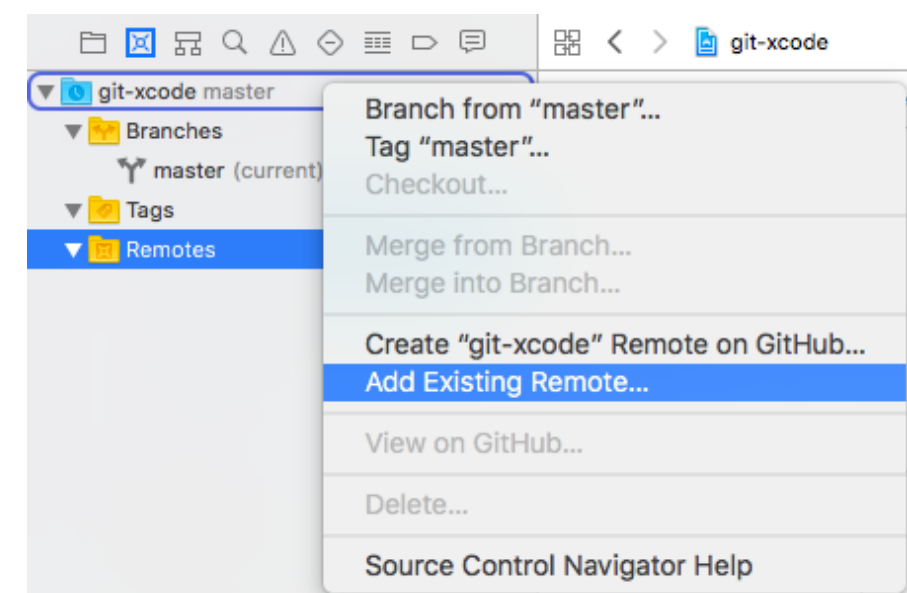 git-xcode
git-xcode master
Branches
master (current)
Tags
Remotes
Branch from “master”...
Tag “master”...
Checkout...
Merge from Branch...
Merge into Branch...
Create “git-xcode” Remote on GitHub...
Add Existing Remote...
View on GitHub...
Delete...
Source Control Navigator Help